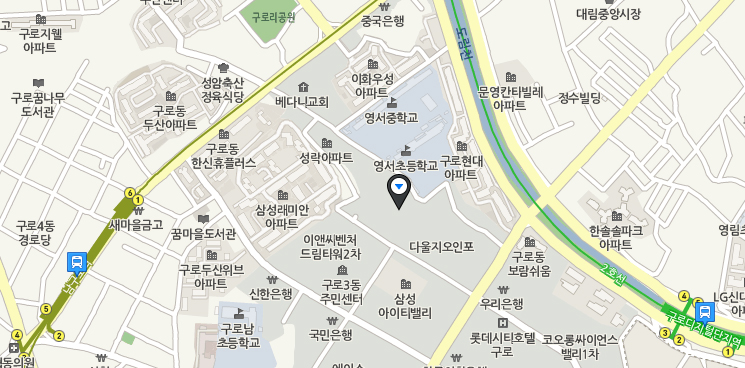 구로리공원
중국은행
대림중앙시장
구로지웰
아파트
도림천
성암축산
정육식당
이화우성
아파트
문영칸타빌레
아파트
정수빌딩
구로꿈나무
도서관
베다니교회
영서중학교
구로동
두산아파트
구로동
한신휴플러스
성락아파트
영서초등학교
구로현대
아파트
6
1
새마을금고
꿈마을도서관
삼성래미안
아파트
한솔솔파크
아파트
구로4동
경로당
이앤씨벤처
드림타워2차
다울지오인포
구로동
보람쉬움
구로두산위브
아파트
신한은행
구로3동
주민센터
삼성
아이티밸리
우리은행
2호선
5
2
4
구로남
초등학교
국민은행
롯데시티호텔
구로
코오롱싸이언스
밸리1차
4
구로디지털단지역
3
2
1